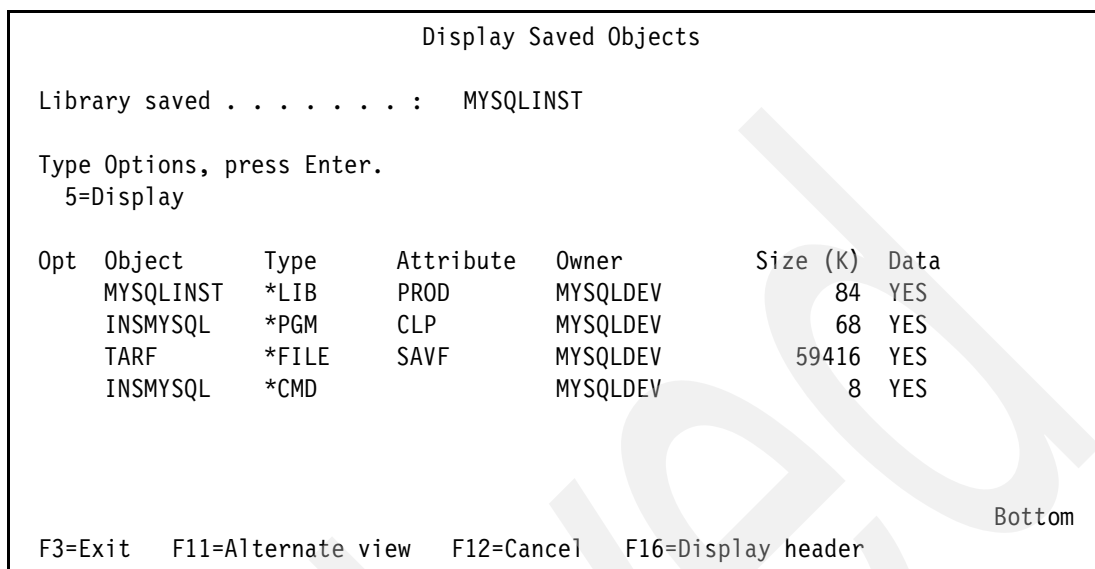 Display Saved Objects
Library saved . . . . . . . :   MYSQLINST
Type Options, press Enter.
5=Display
Opt  Object     Type     Attribute  Owner     Size (K)  Data
MYSQLINST  *LIB     PROD     MYSQLDEV     84  YES
INSMYSQL   *PGM     CLP     MYSQLDEV     68  YES
TARF     *FILE     SAVF     MYSQLDEV     59416  YES
INSMYSQL   *CMD     MYSQLDEV     8  YES
Bottom
F3=Exit   F11=Alternate view   F12=Cancel   F16=Display header